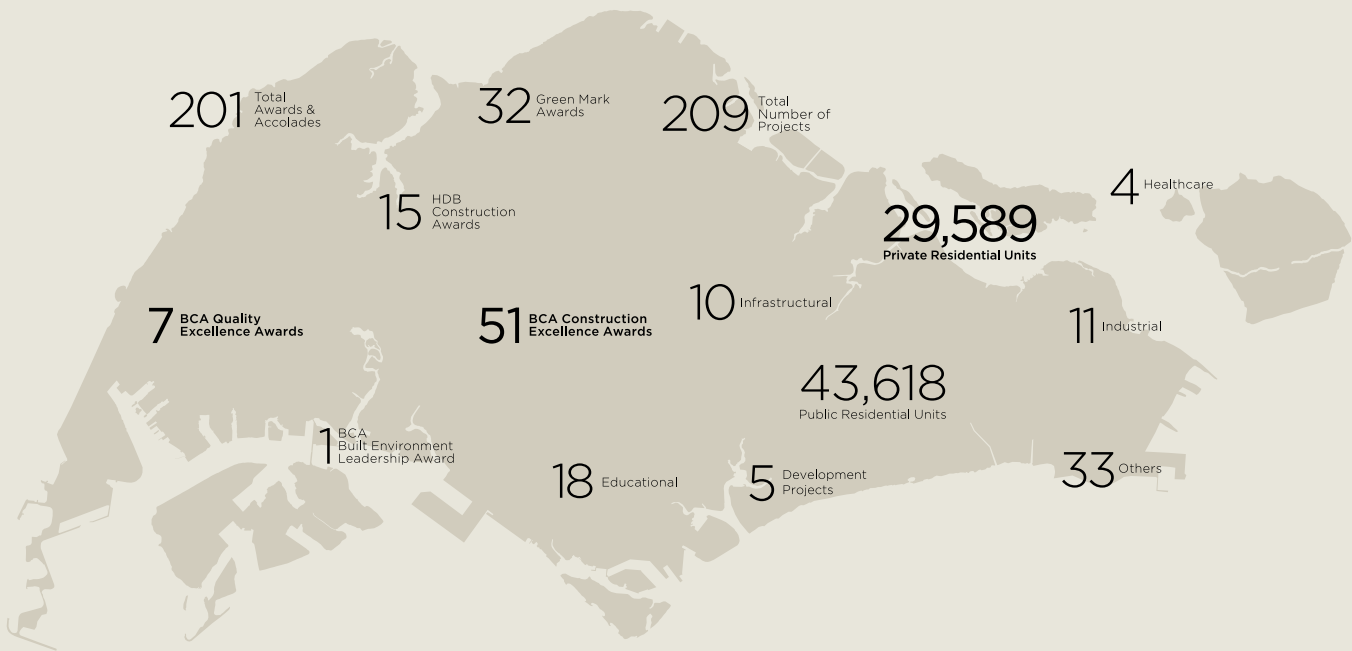 201
Total
Awards &
Accolades
32
Green Mark
Awards
209
Total
Number of
Projects
4 Healthcare
15
HDB
Construction
Awards
29,589
Private Residential Units
10 Infrastructural
7
BCA Quality
Excellence Awards
51
BCA Construction
Excellence Awards
11 Industrial
43,618
Public Residential Units
1
BCA
Built Environment
Leadership Award
18 Educational
5
Development
Projects
33 Others